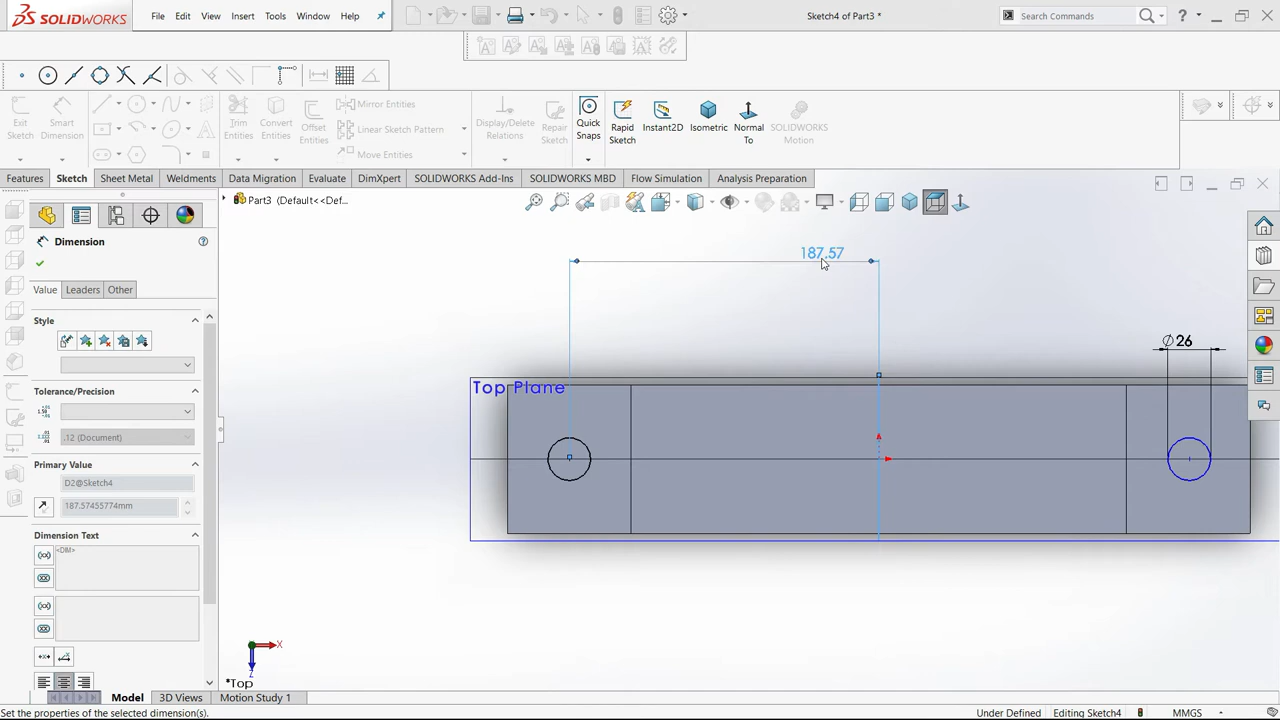 SOLIDWORKS
File Edit View Insert Tools Window Help
Sketch4 of Part3 *
Search Commands
Exit Sketch
Smart Dimension
Trim Entities
Convert Entities
Offset Entities
Mirror Entities
Linear Sketch Pattern
Move Entities
Display/Delete Relations
Repair Sketch
Quick Snaps
Rapid Sketch
Instant2D
Isometric
Normal To
SOLIDWORKS Motion
Features Sketch Sheet Metal Weldments Data Migration Evaluate DimXpert SOLIDWORKS Add-Ins SOLIDWORKS MBD Flow Simulation Analysis Preparation
Part3 (Default<<Def...
Dimension
Value Leaders Other
Style
Tolerance/Precision
.12 (Document)
Primary Value
D2@Sketch4
187.57455774mm
Dimension Text
<DIM>
187.57
Ø26
Top Plane
X
Z
*Top
Model 3D Views Motion Study 1
Set the properties of the selected dimension(s).
Under Defined Editing Sketch4 MMGS